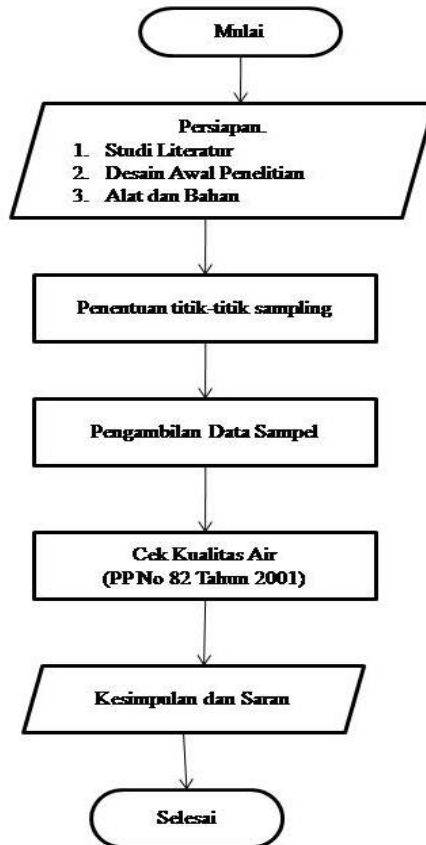 Mulai
Persiapan
1. Studi Literatur
2. Desain Awal Penelitian
3. Alat dan Bahan
Penentuan titik-titik sampling
Pengambilan Data Sampel
Cek Kualitas Air
(PP No 82 Tahun 2001)
Kesimpulan dan Saran
Selesai